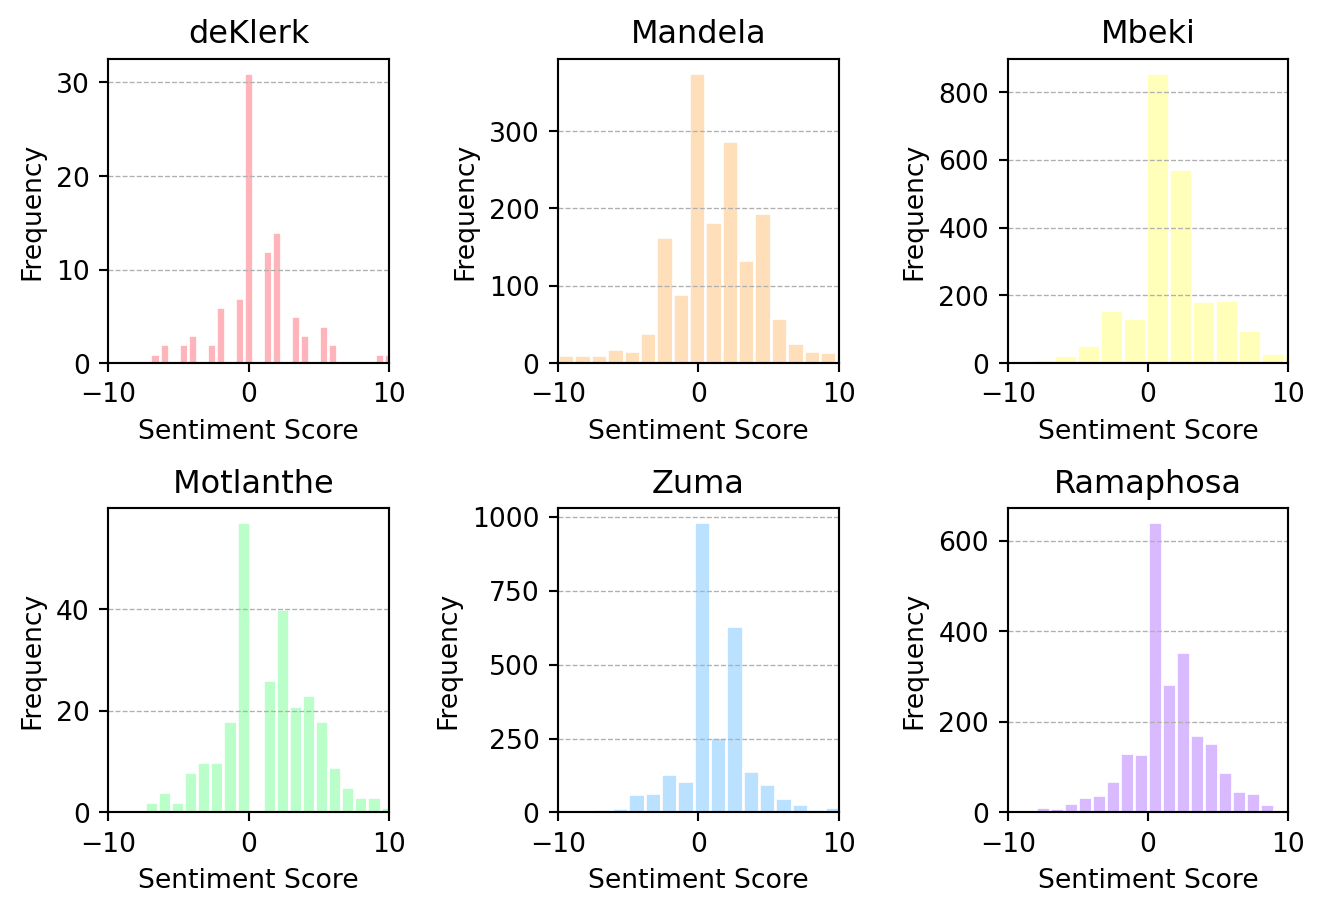 deKlerk
Frequency
30
20
10
0
−10 0 10
Sentiment Score
Mandela
Frequency
300
200
100
0
−10 0 10
Sentiment Score
Mbeki
Frequency
800
600
400
200
0
−10 0 10
Sentiment Score
Motlanthe
Frequency
40
20
0
−10 0 10
Sentiment Score
Zuma
Frequency
1000
750
500
250
0
−10 0 10
Sentiment Score
Ramaphosa
Frequency
600
400
200
0
−10 0 10
Sentiment Score